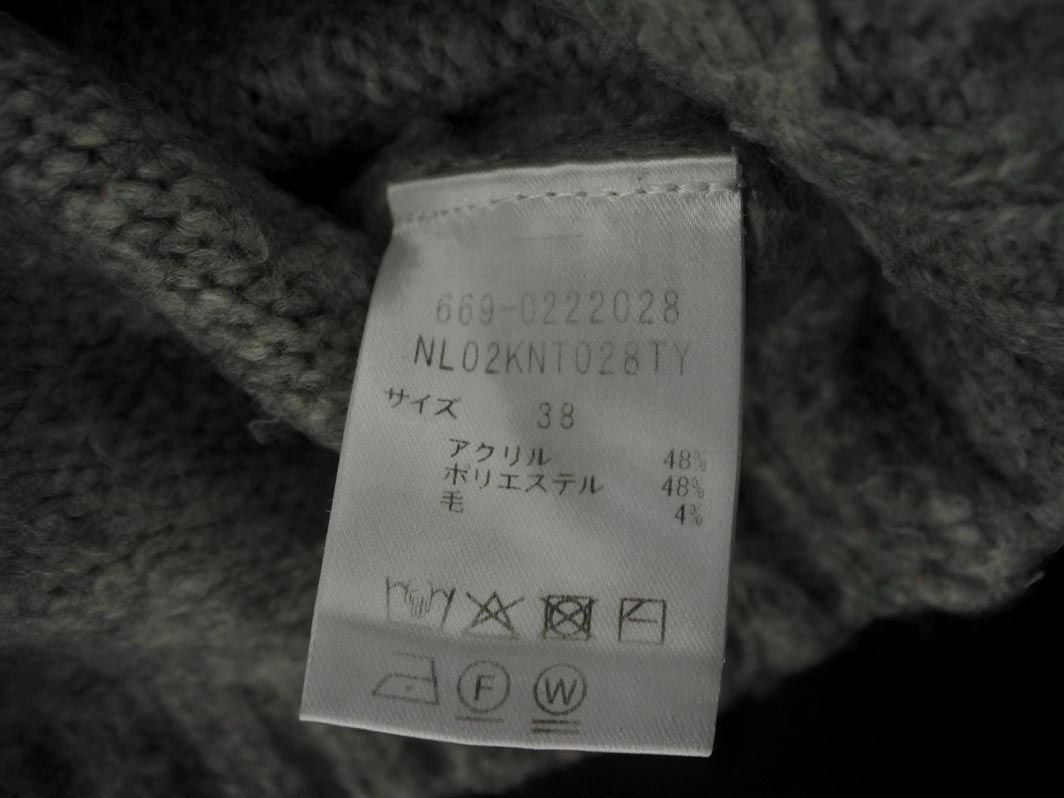 669-0222028
NL02KNT028TY
サイズ 38
アクリル 48%
ポリエステル 48%
毛 4%
F W